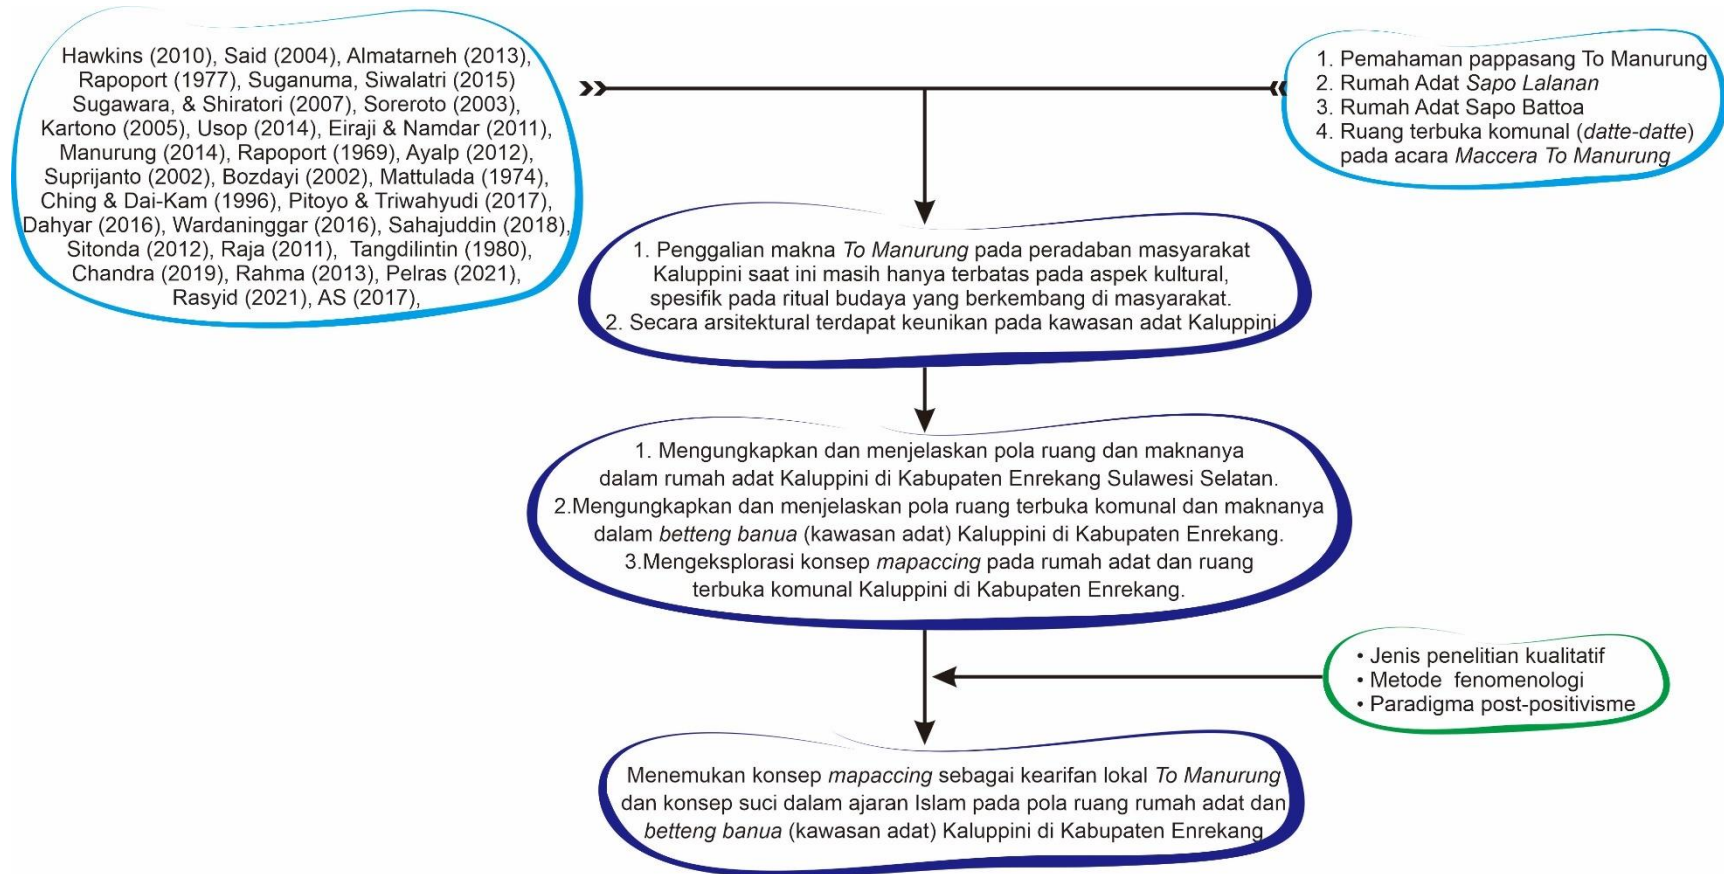 Hawkins (2010), Said (2004), Almatarneh (2013),
Rapoport (1977), Suganuma, Siwalatri (2015)
Sugawara, & Shiratori (2007), Soreroto (2003),
Kartono (2005), Usop (2014), Eiraji & Namdar (2011),
Manurung (2014), Rapoport (1969), Ayalp (2012),
Suprijanto (2002), Bozdayi (2002), Mattulada (1974),
Ching & Dai-Kam (1996), Pitoyo & Triwahyudi (2017),
Dahyar (2016), Wardaninggar (2016), Sahajuddin (2018),
Sitonda (2012), Raja (2011), Tangdilintin (1980),
Chandra (2019), Rahma (2013), Pelras (2021),
Rasyid (2021), AS (2017),
1. Pemahaman pappasang To Manurung
2. Rumah Adat Sapo Lalanan
3. Rumah Adat Sapo Battoa
4. Ruang terbuka komunal (datte-datte)
pada acara Maccera To Manurung
1. Penggalian makna To Manurung pada peradaban masyarakat
Kaluppini saat ini masih hanya terbatas pada aspek kultural,
spesifik pada ritual budaya yang berkembang di masyarakat.
2. Secara arsitektural terdapat keunikan pada kawasan adat Kaluppini
1. Mengungkapkan dan menjelaskan pola ruang dan maknanya
dalam rumah adat Kaluppini di Kabupaten Enrekang Sulawesi Selatan.
2.Mengungkapkan dan menjelaskan pola ruang terbuka komunal dan maknanya
dalam betteng banua (kawasan adat) Kaluppini di Kabupaten Enrekang.
3.Mengeksplorasi konsep mapaccing pada rumah adat dan ruang
terbuka komunal Kaluppini di Kabupaten Enrekang.
• Jenis penelitian kualitatif
• Metode fenomenologi
• Paradigma post-positivisme
Menemukan konsep mapaccing sebagai kearifan lokal To Manurung
dan konsep suci dalam ajaran Islam pada pola ruang rumah adat dan
betteng banua (kawasan adat) Kaluppini di Kabupaten Enrekang